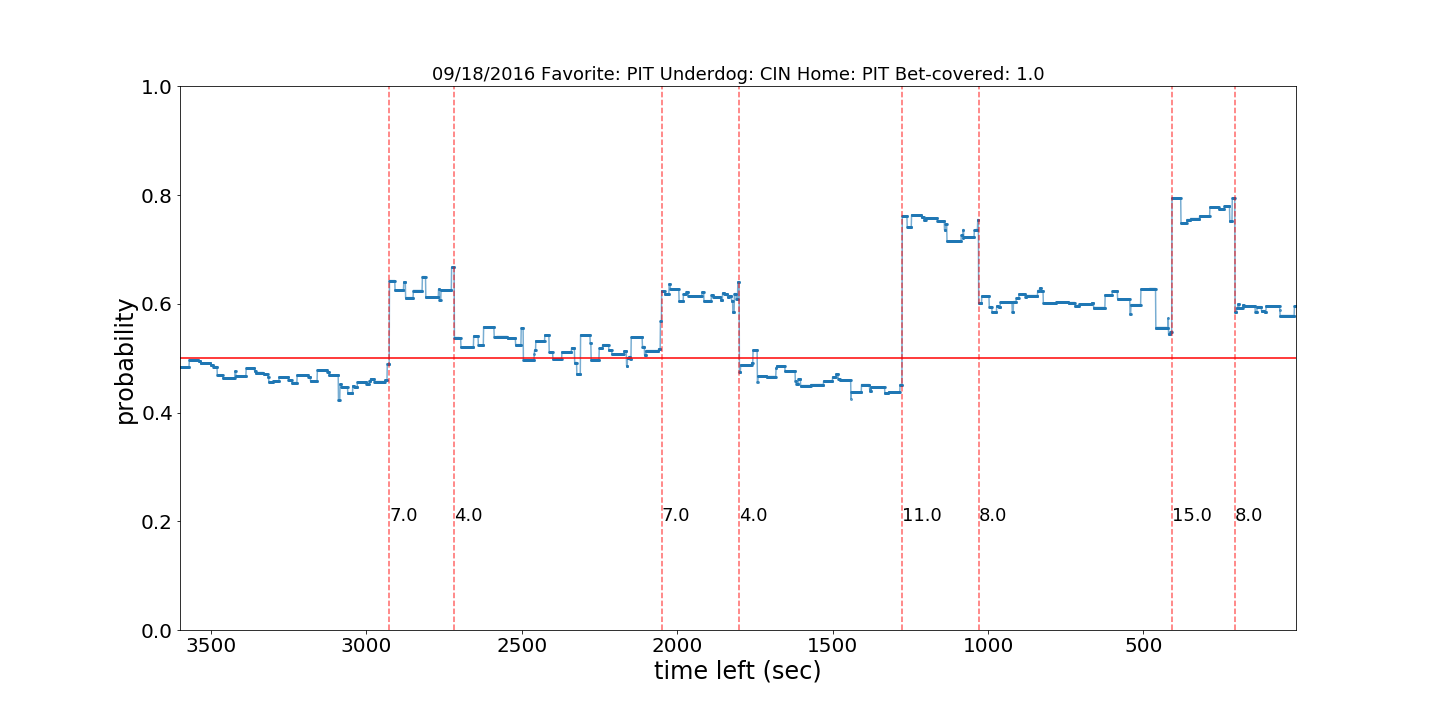 09/18/2016 Favorite: PIT Underdog: CIN Home: PIT Bet-covered: 1.0
1.0
0.8
0.6
0.4
0.2
0.0
probability
7.0 4.0 7.0 4.0 11.0 8.0 15.0 8.0
3500 3000 2500 2000 1500 1000 500
time left (sec)